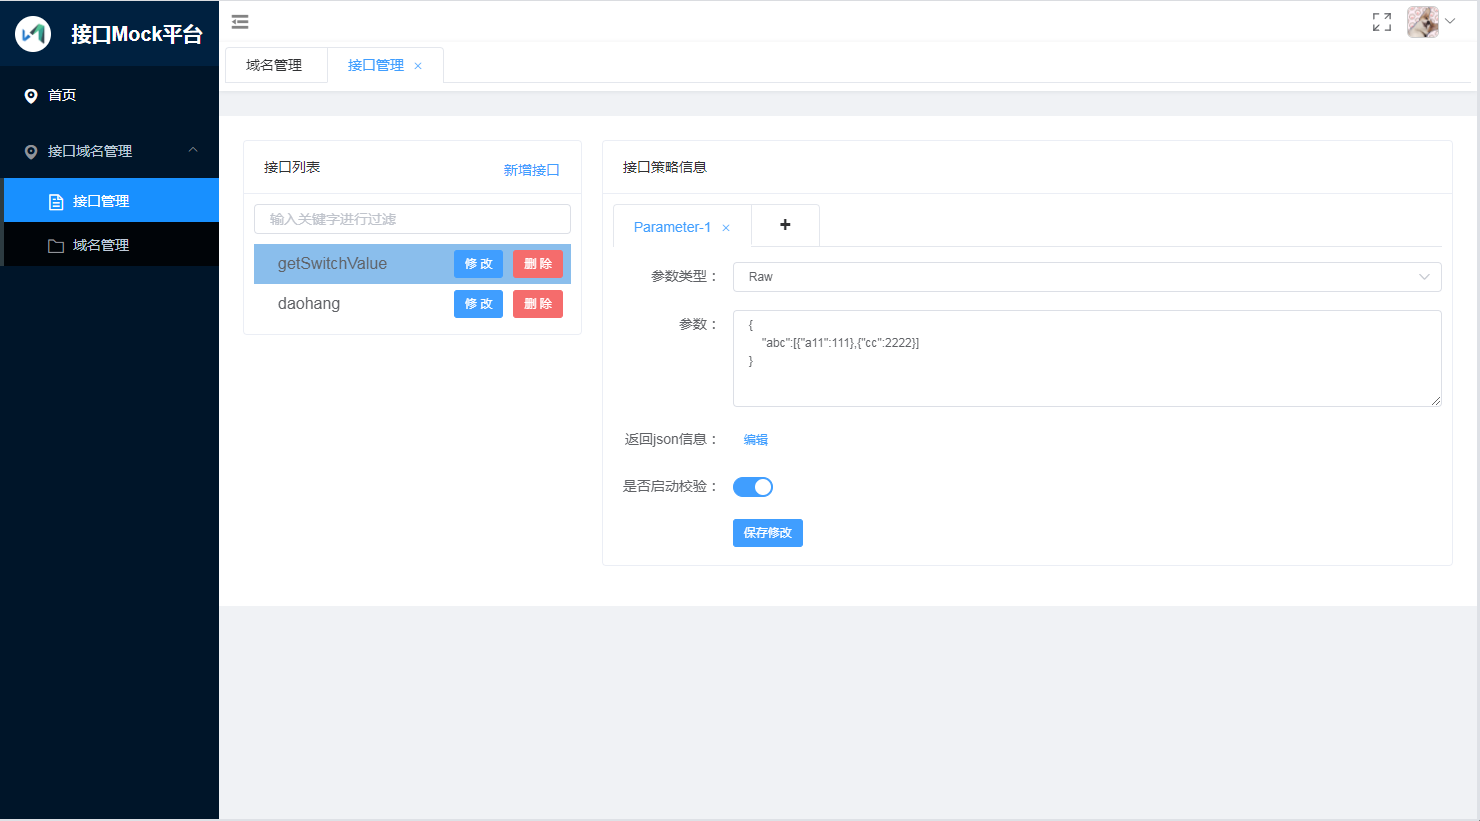 接口Mock平台
首页
接口域名管理
接口管理
域名管理
域名管理
接口管理
接口列表
新增接口
输入关键字进行过滤
getSwitchValue
修 改
删 除
daohang
修 改
删 除
接口策略信息
Parameter-1
参数类型：
Raw
参数：
{
"abc":[{"a11":111},{"cc":2222}]
}
返回json信息：
编辑
是否启动校验：
保存修改